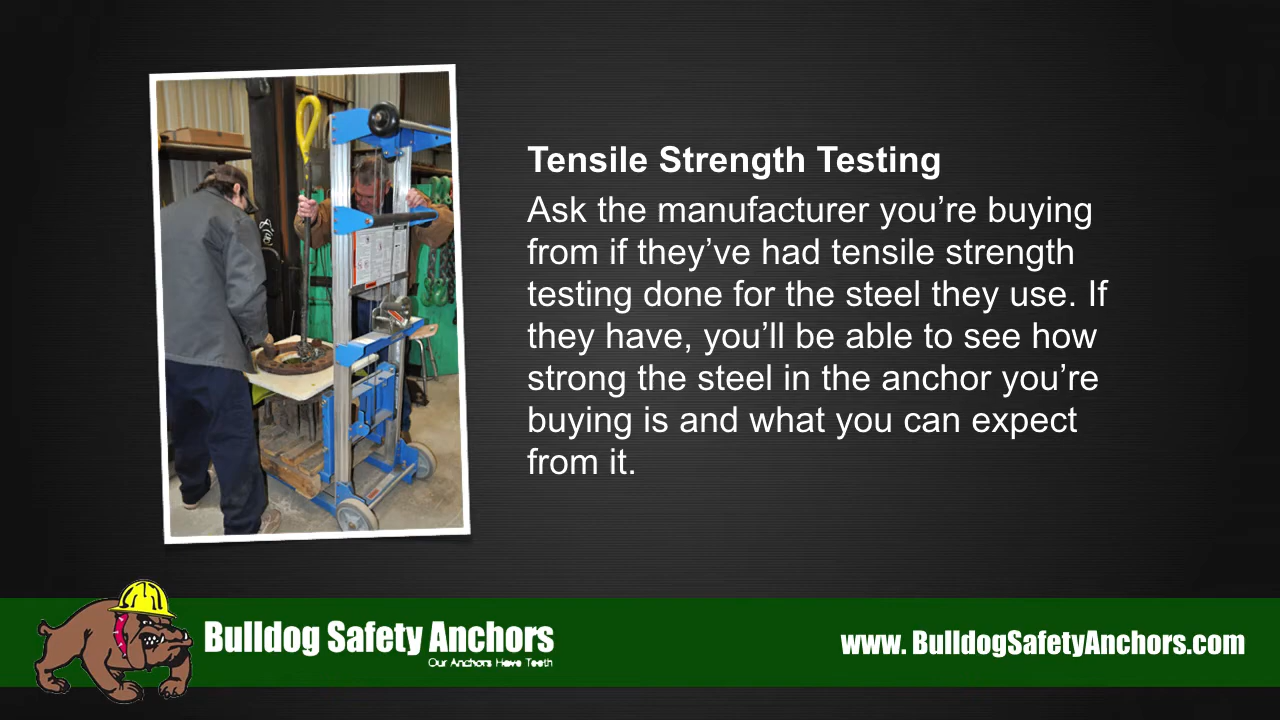 Tensile Strength Testing
Ask the manufacturer you’re buying
from if they’ve had tensile strength
testing done for the steel they use. If
they have, you’ll be able to see how
strong the steel in the anchor you’re
buying is and what you can expect
from it.
Bulldog Safety Anchors
Our Anchors Have Teeth
www. BulldogSafetyAnchors.com